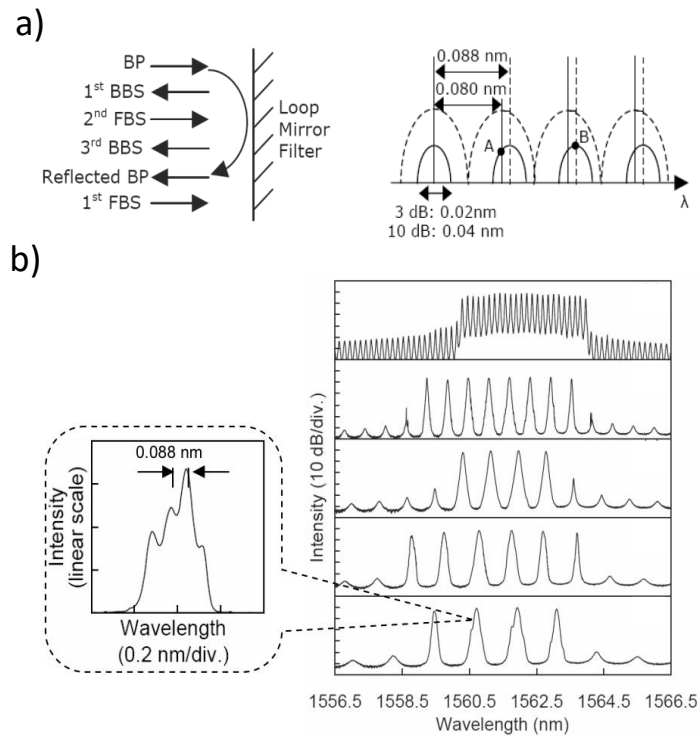 a)
BP
1st BBS
2nd FBS
3rd BBS
Reflected BP
1st FBS
Loop
Mirror
Filter
0.088 nm
0.080 nm
A
B
λ
3 dB: 0.02nm
10 dB: 0.04 nm
b)
0.088 nm
Intensity
(linear scale)
Wavelength
(0.2 nm/div.)
Intensity (10 dB/div.)
1556.5 1558.5 1560.5 1562.5 1564.5 1566.5
Wavelength (nm)